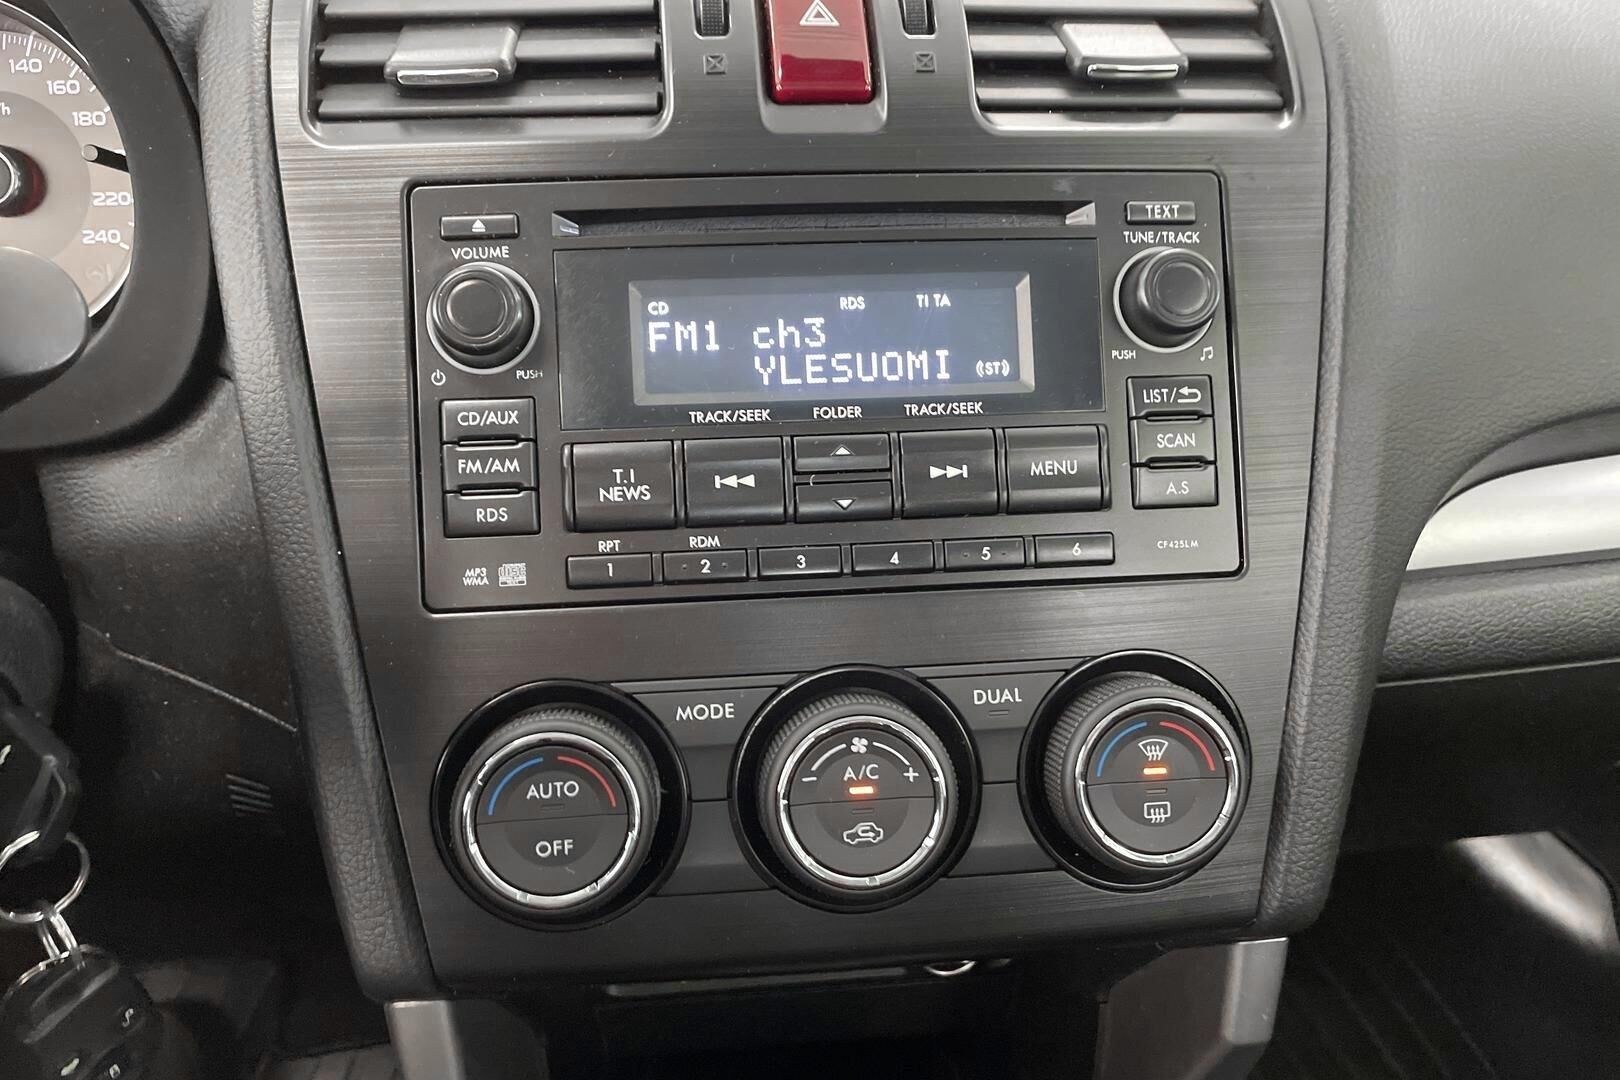 140
160
/h
180
220
240
TEXT
VOLUME
TUNE/TRACK
CD RDS TI TA
FM1 ch3
YLESUOMI (ST)
PUSH
PUSH
TRACK/SEEK FOLDER TRACK/SEEK
CD/AUX
FM/AM
RDS
T.I
NEWS
MENU
LIST/
SCAN
A.S
RPT RDM
1 2 3 4 5 6
MP3
WMA
disc
CF425LM
MODE DUAL
AUTO
OFF
- A/C +